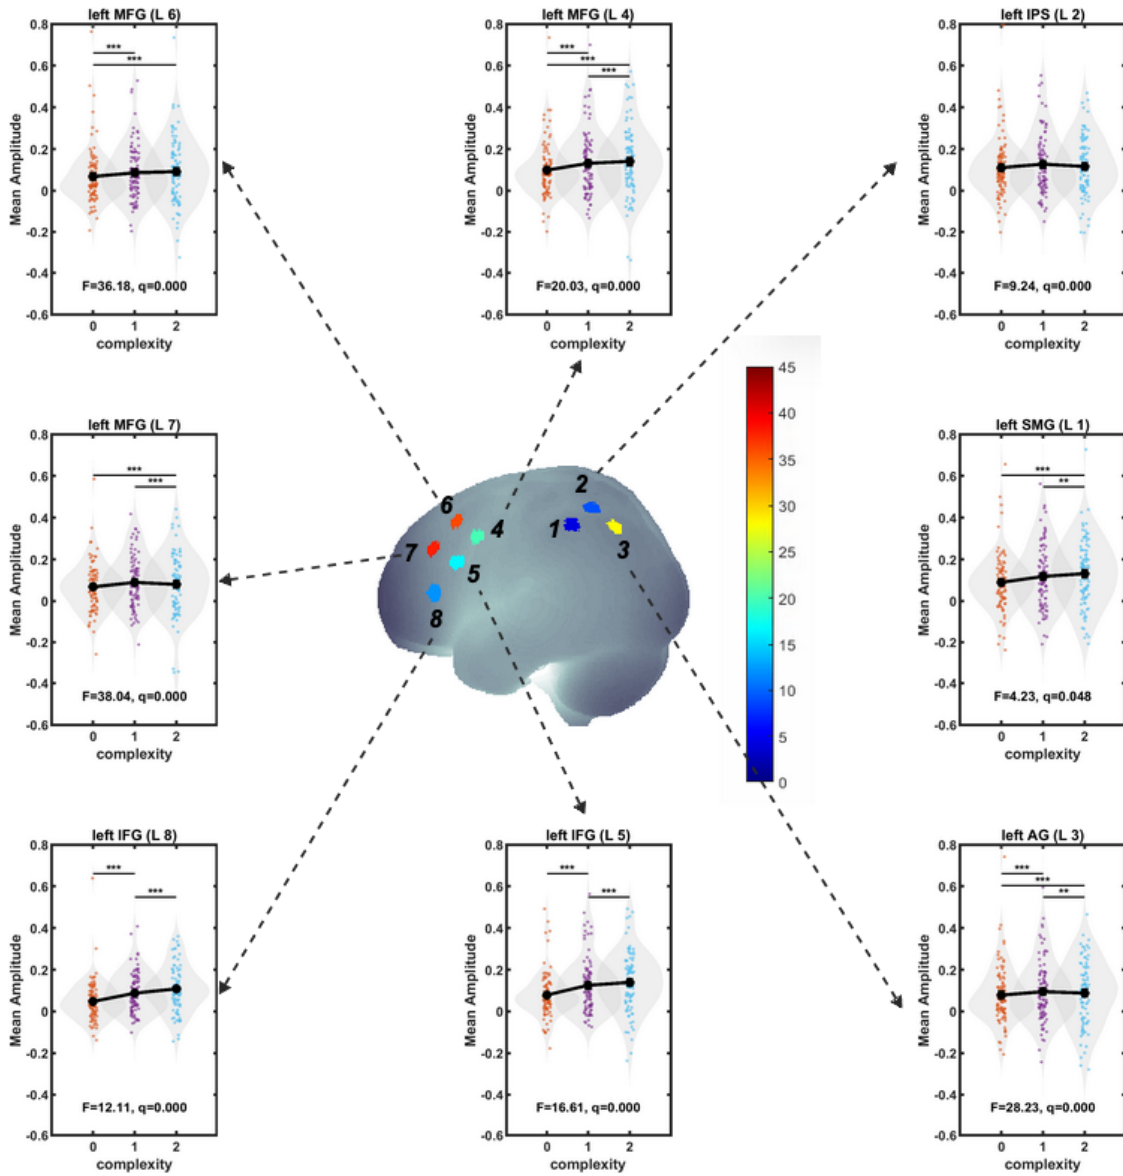 left MFG (L 6)
0.8
0.6
0.4
0.2
0
-0.2
-0.4
-0.6
Mean Amplitude
***
***
F=36.18, q=0.000
0 1 2
complexity
left MFG (L 4)
0.8
0.6
0.4
0.2
0
-0.2
-0.4
-0.6
Mean Amplitude
***
***
***
F=20.03, q=0.000
0 1 2
complexity
left IPS (L 2)
0.8
0.6
0.4
0.2
0
-0.2
-0.4
-0.6
Mean Amplitude
F=9.24, q=0.000
0 1 2
complexity
left MFG (L 7)
0.8
0.6
0.4
0.2
0
-0.2
-0.4
-0.6
Mean Amplitude
***
***
F=38.04, q=0.000
0 1 2
complexity
6
7
4
5
8
2
1
3
45
40
35
30
25
20
15
10
5
0
left SMG (L 1)
0.8
0.6
0.4
0.2
0
-0.2
-0.4
-0.6
Mean Amplitude
***
**
F=4.23, q=0.048
0 1 2
complexity
left IFG (L 8)
0.8
0.6
0.4
0.2
0
-0.2
-0.4
-0.6
Mean Amplitude
***
***
F=12.11, q=0.000
0 1 2
complexity
left IFG (L 5)
0.8
0.6
0.4
0.2
0
-0.2
-0.4
-0.6
Mean Amplitude
***
***
F=16.61, q=0.000
0 1 2
complexity
left AG (L 3)
0.8
0.6
0.4
0.2
0
-0.2
-0.4
-0.6
Mean Amplitude
***
***
**
F=28.23, q=0.000
0 1 2
complexity